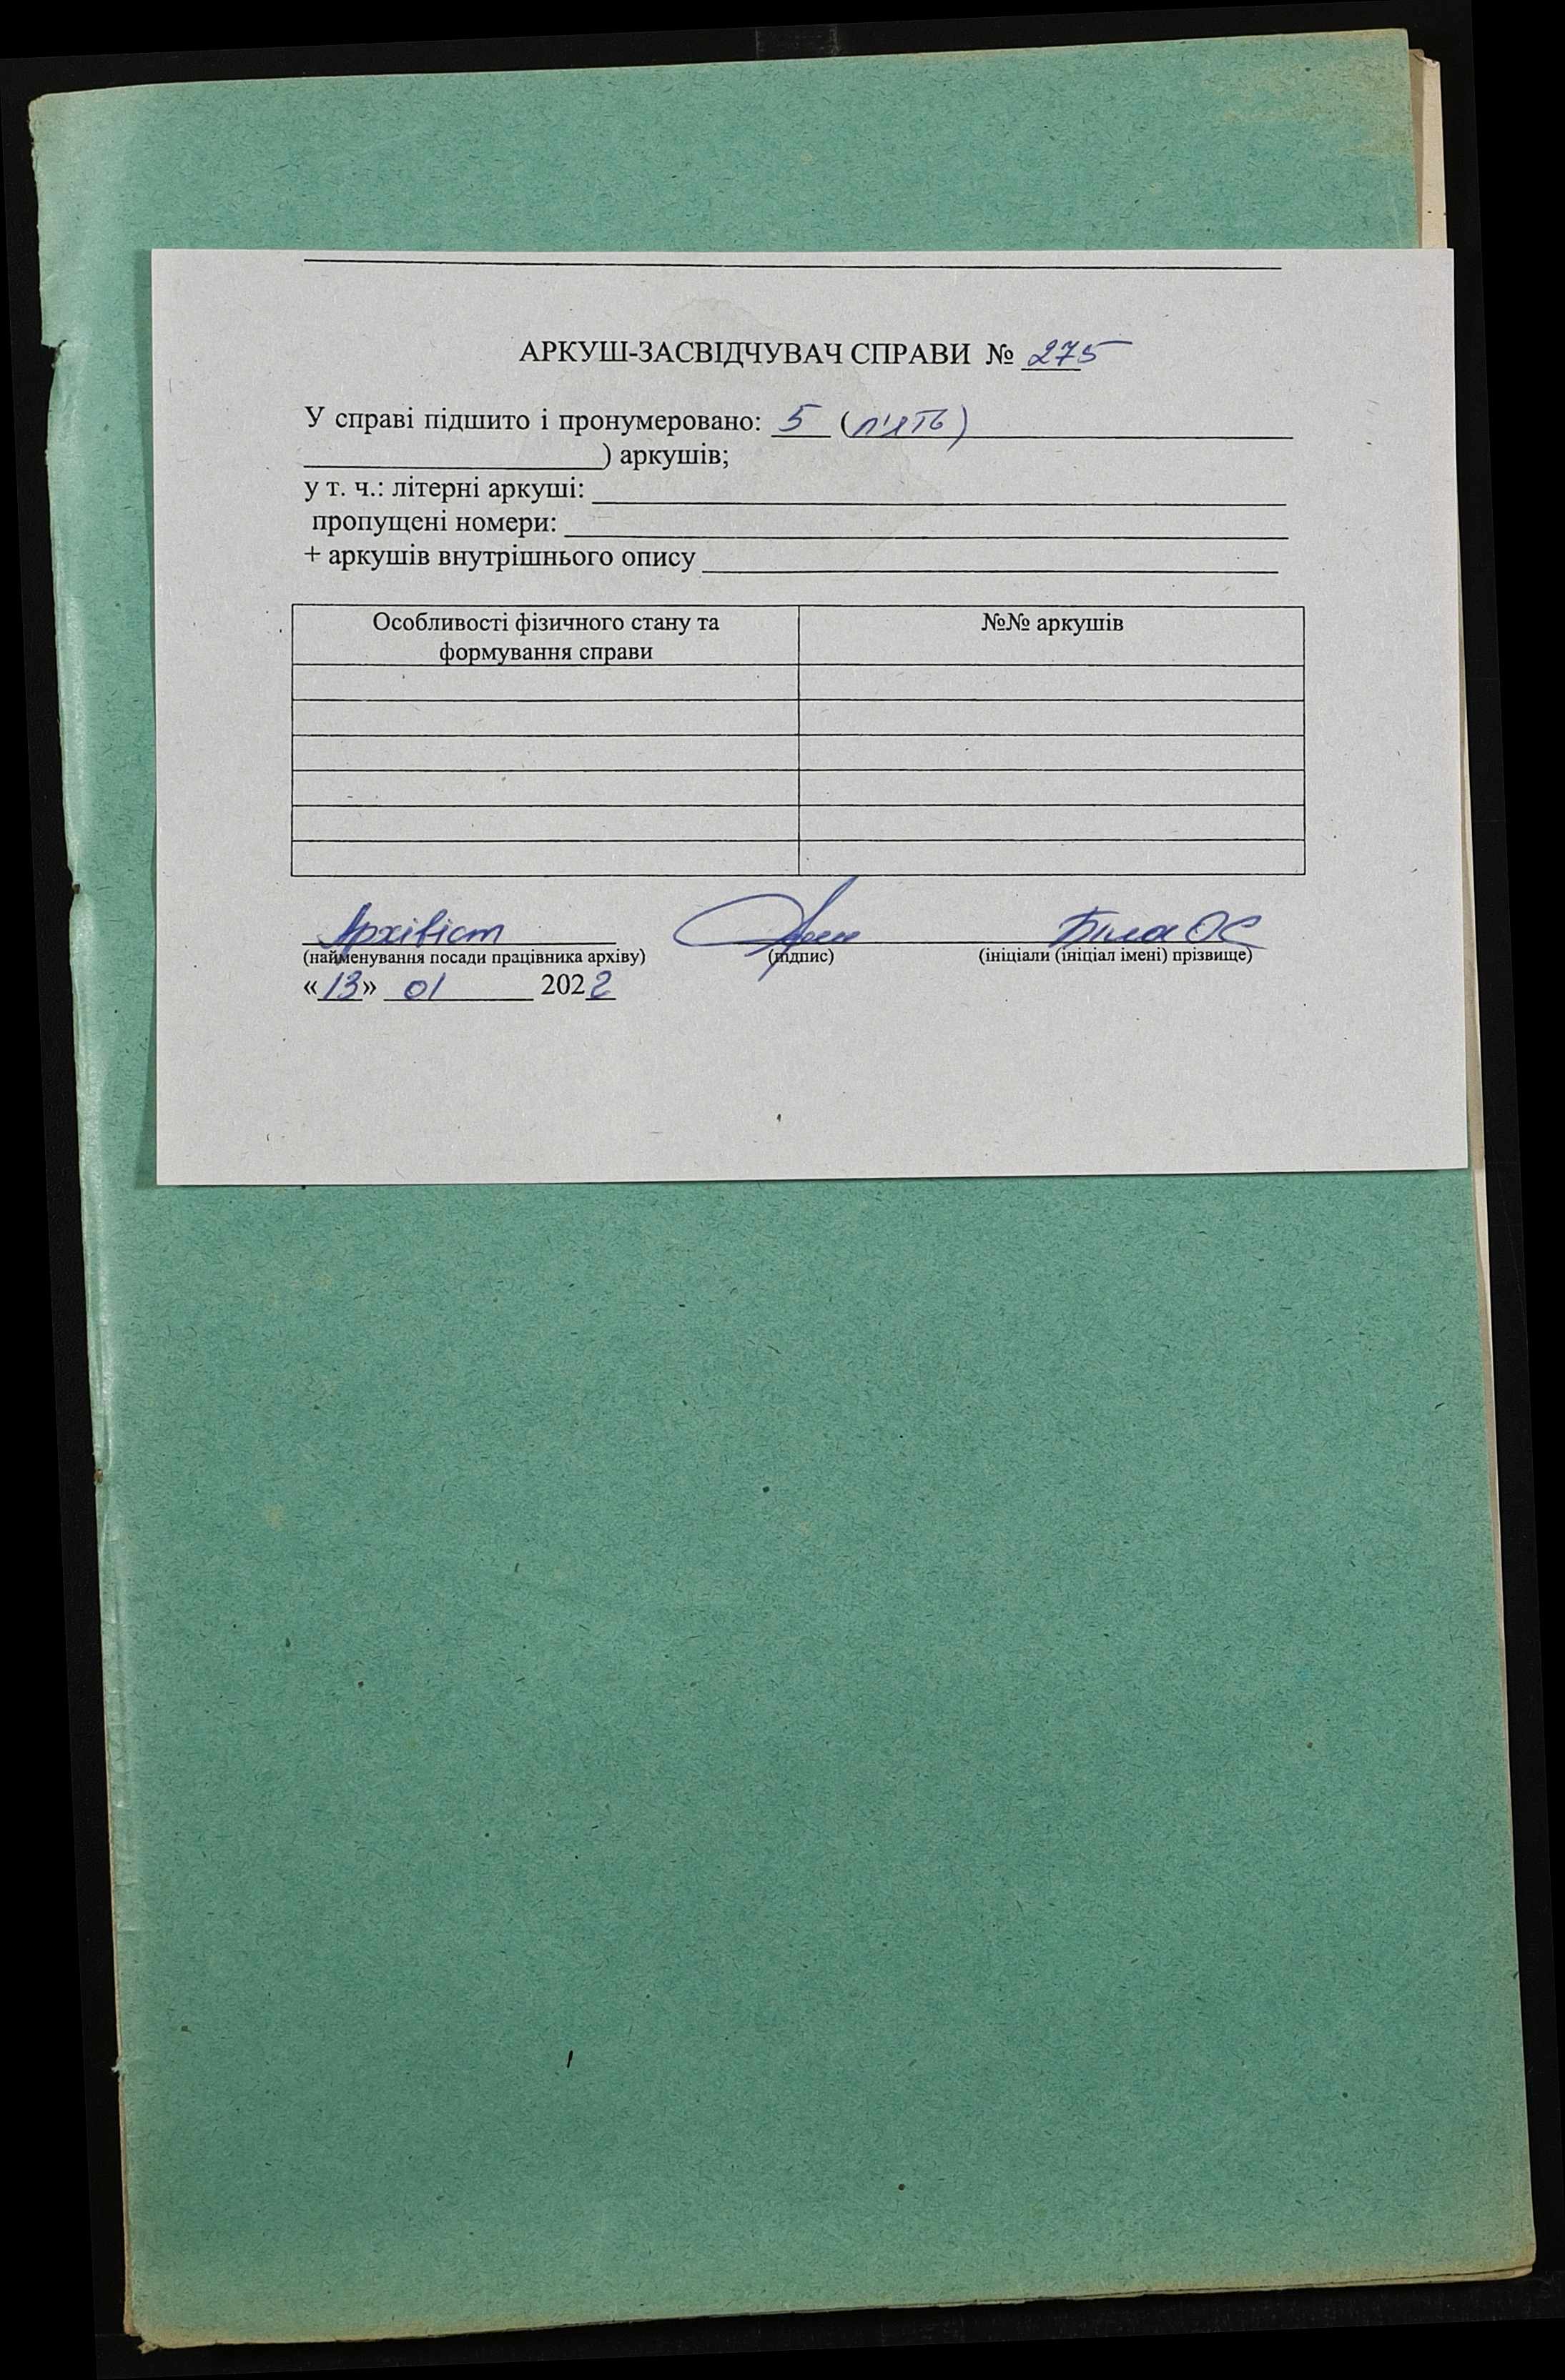 АРКУШ-ЗАСВІДЧУВАЧ СПРАВИ № 275
У справі підшито і пронумеровано: 5 (п'ять)
) аркушів;
у т. ч.: літерні аркуші:
пропущені номери:
+ аркушів внутрішнього опису
Особливості фізичного стану та №№ аркушів
формування справи
Архівіст Біла ОС
(найменування посади працівника архіву) (підпис) (ініціали (ініціал імені) прізвище)
«13» 01 2022